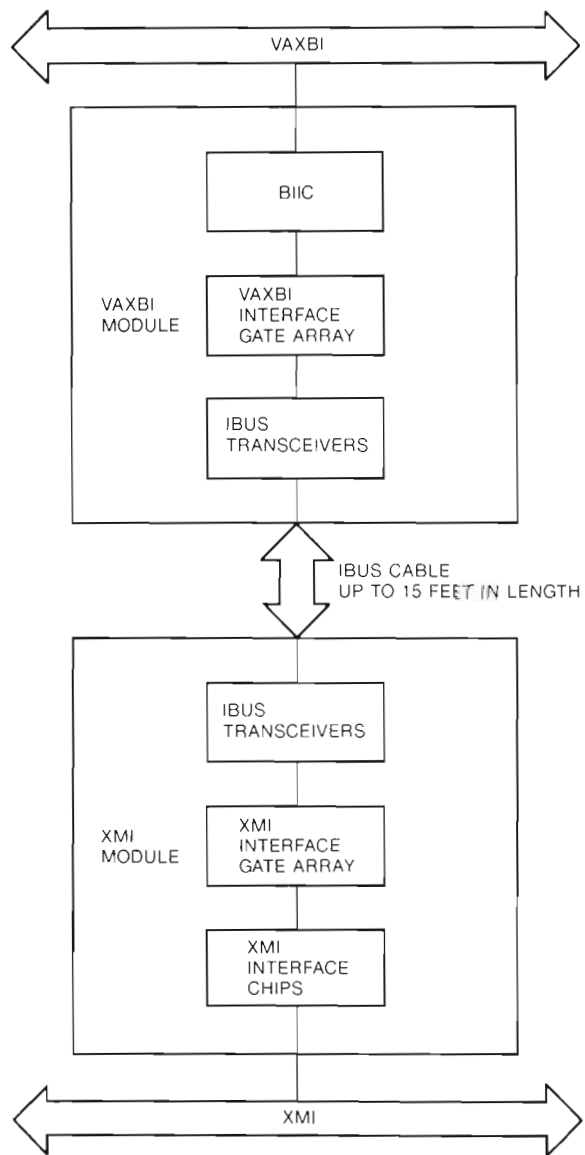 VAXBI
BIIC
VAXBI
MODULE
VAXBI
INTERFACE
GATE ARRAY
IBUS
TRANSCEIVERS
IBUS CABLE
UP TO 15 FEET IN LENGTH
IBUS
TRANSCEIVERS
XMI
MODULE
XMI
INTERFACE
GATE ARRAY
XMI
INTERFACE
CHIPS
XMI